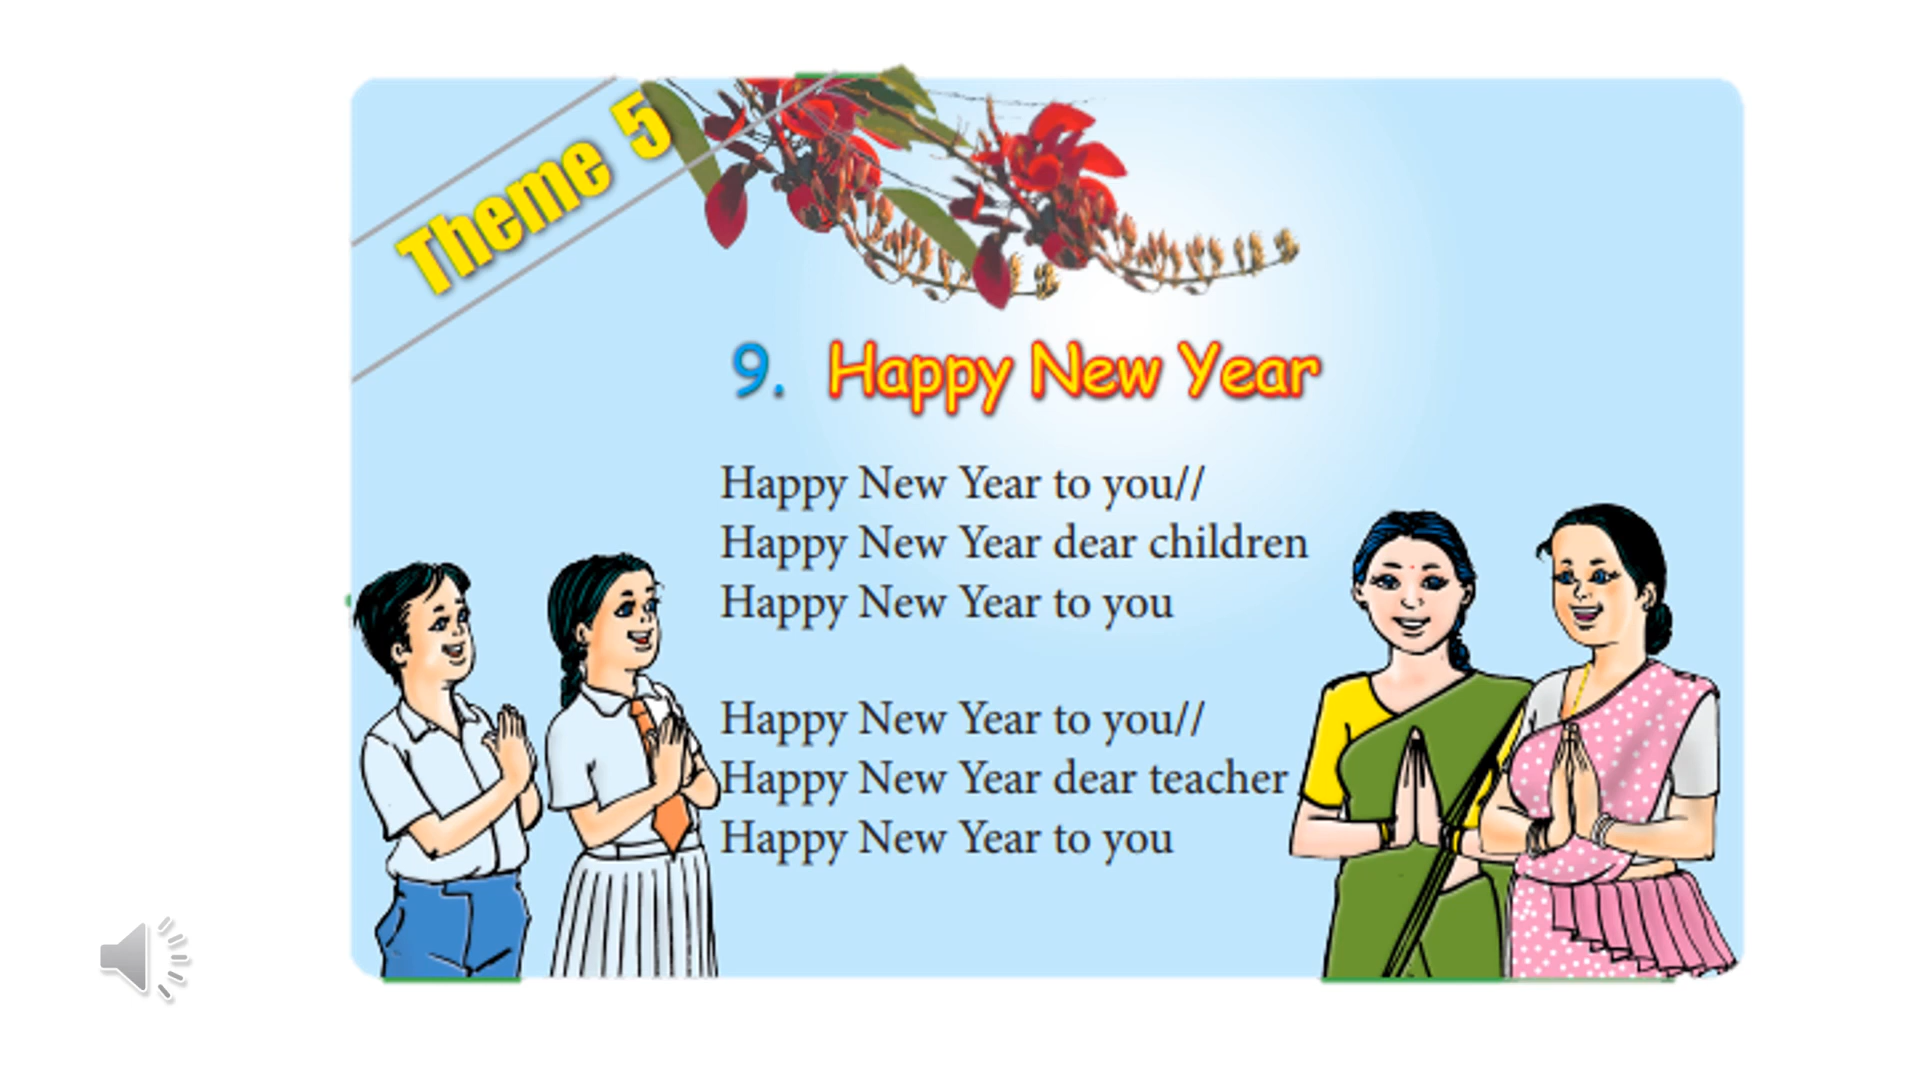 Theme 5
9. Happy New Year
Happy New Year to you//
Happy New Year dear children
Happy New Year to you
Happy New Year to you//
Happy New Year dear teacher
Happy New Year to you